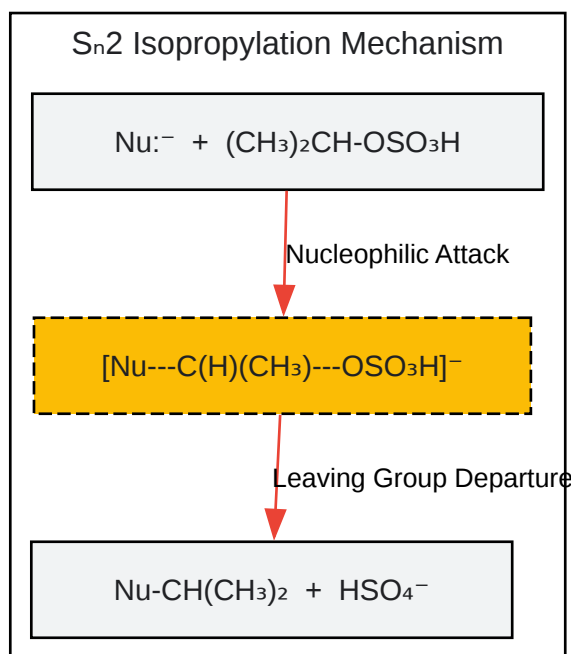 Sₙ2 Isopropylation Mechanism
Nu:⁻ + (CH₃)₂CH-OSO₃H
Nucleophilic Attack
[Nu---C(H)(CH₃)---OSO₃H]⁻
Leaving Group Departure
Nu-CH(CH₃)₂ + HSO₄⁻